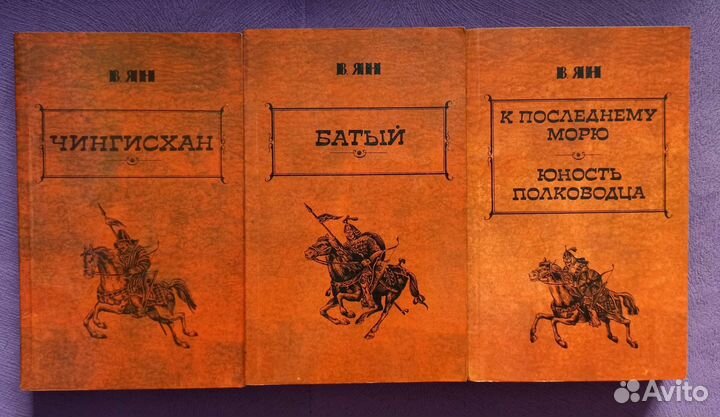 В. ЯН
ЧИНГИСХАН
В. ЯН
БАТЫЙ
В. ЯН
К ПОСЛЕДНЕМУ
МОРЮ
ЮНОСТЬ
ПОЛКОВОДЦА
Avito